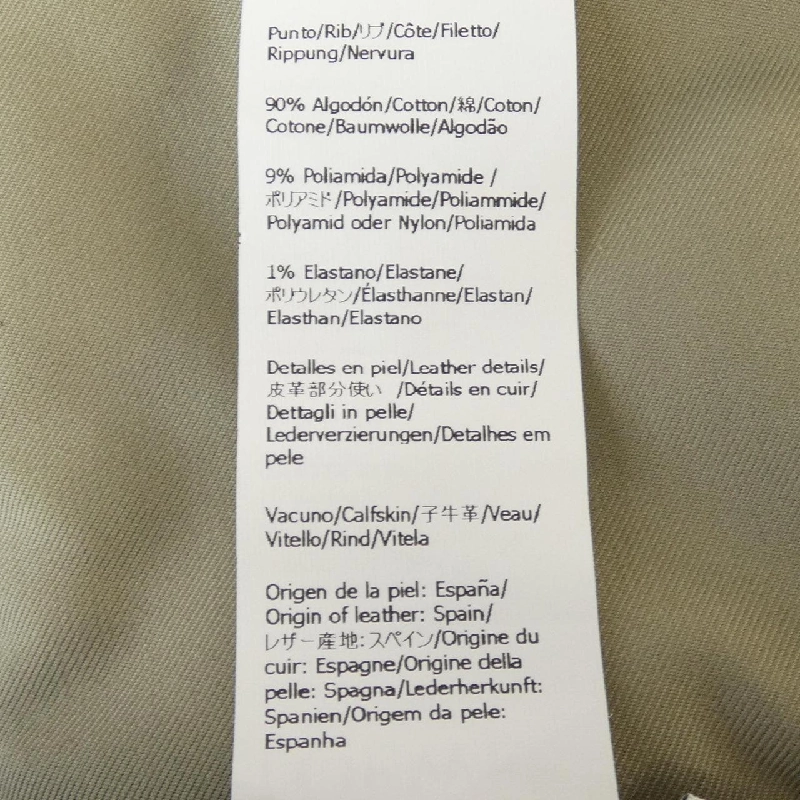 Punto/Rib/リブ/Côte/Filetto/
Rippung/Nervura
90% Algodón/Cotton/綿/Coton/
Cotone/Baumwolle/Algodão
9% Poliamida/Polyamide /
ポリアミド/Polyamide/Poliammide/
Polyamid oder Nylon/Poliamida
1% Elastano/Elastane/
ポリウレタン/Élasthanne/Elastan/
Elasthan/Elastano
Detalles en piel/Leather details/
皮革部分使い /Détails en cuir/
Dettagli in pelle/
Lederverzierungen/Detalhes em
pele
Vacuno/Calfskin/子牛革/Veau/
Vitello/Rind/Vitela
Origen de la piel: España/
Origin of leather: Spain/
レザー産地:スペイン/Origine du
cuir: Espagne/Origine della
pelle: Spagna/Lederherkunft:
Spanien/Origem da pele:
Espanha